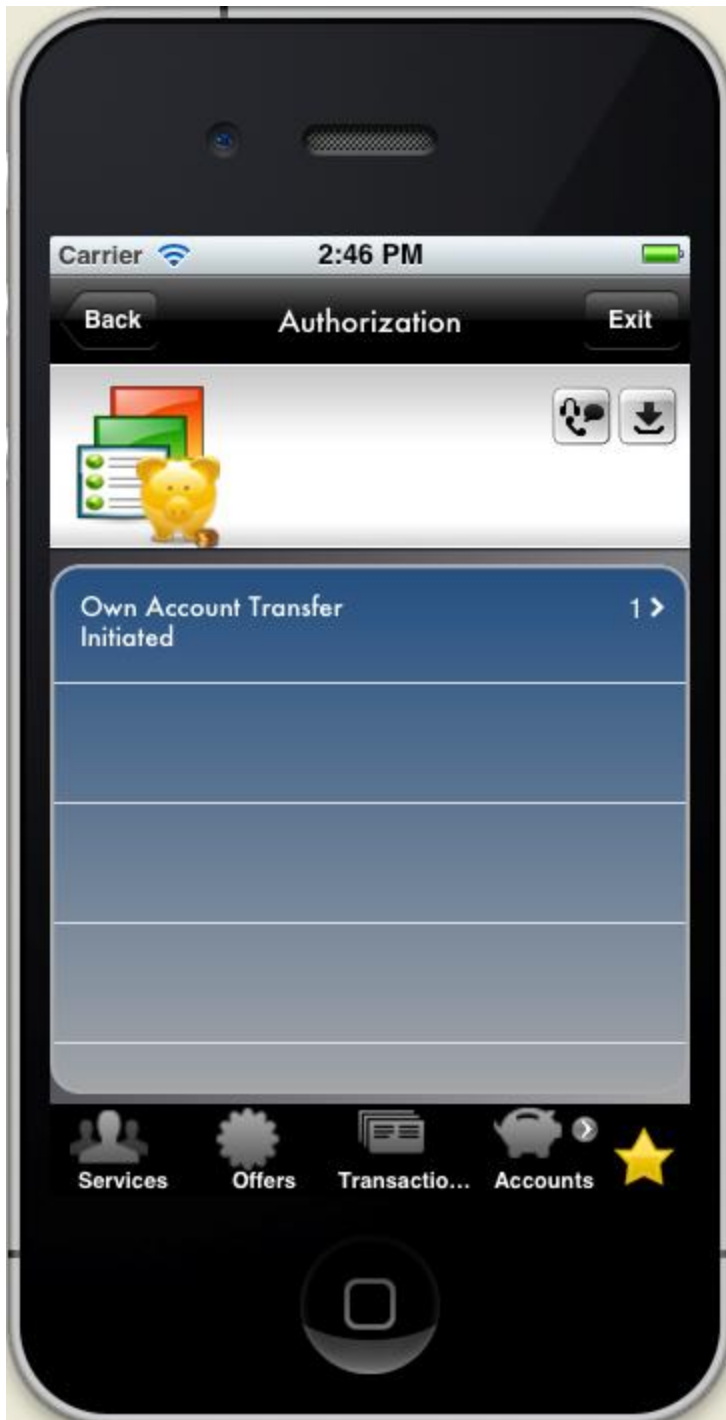 Carrier 2:46 PM
Back Authorization Exit
Own Account Transfer 1
Initiated
Services Offers Transactio... Accounts